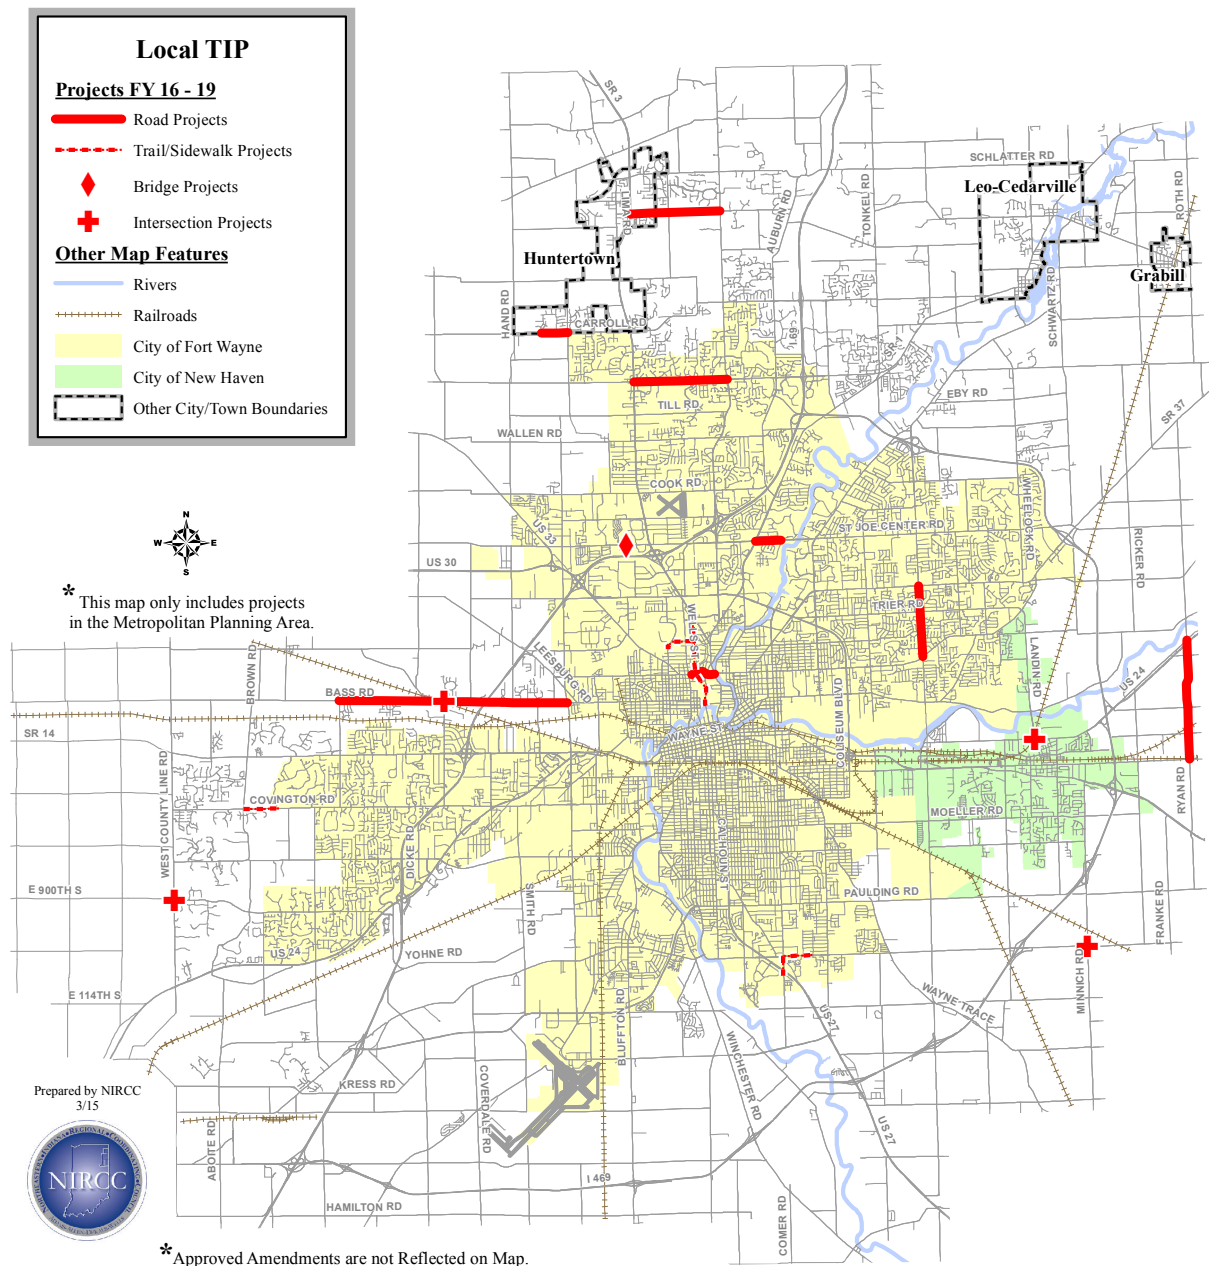 Local TIP
Projects FY 16 - 19
Road Projects
Trail/Sidewalk Projects
Bridge Projects
Intersection Projects
Other Map Features
Rivers
Railroads
City of Fort Wayne
City of New Haven
Other City/Town Boundaries
N
W E
S
* This map only includes projects
in the Metropolitan Planning Area.
SR 3
SCHLATTER RD
Leo-Cedarville
ROTH RD
LIMA RD
AUBURN RD
TONKEL RD
Huntertown
Grabill
HAND RD
CARROLL RD
I 69
SR 1
SCHWARTZ RD
TILL RD
EBY RD
SR 37
WALLEN RD
COOK RD
WHEELOCK RD
US 33
ST JOE CENTER RD
RICKER RD
US 30
TRIER RD
WELLS ST
LEESBURG RD
BROWN RD
LANDIN RD
US 24
BASS RD
COLISEUM BLVD
SR 14
WAYNE ST
WEST COUNTY LINE RD
COVINGTON RD
RYAN RD
MOELLER RD
DICKE RD
CALHOUN ST
E 900TH S
SMITH RD
PAULDING RD
FRANKE RD
US 24
YOHNE RD
MINNICH RD
E 114TH S
BLUFFTON RD
US 27
WAYNE TRACE
WINCHESTER RD
KRESS RD
COVERDALE RD
Prepared by NIRCC
3/15
ABOITE RD
US 27
NIRCC
I 469
HAMILTON RD
COMER RD
*Approved Amendments are not Reflected on Map.